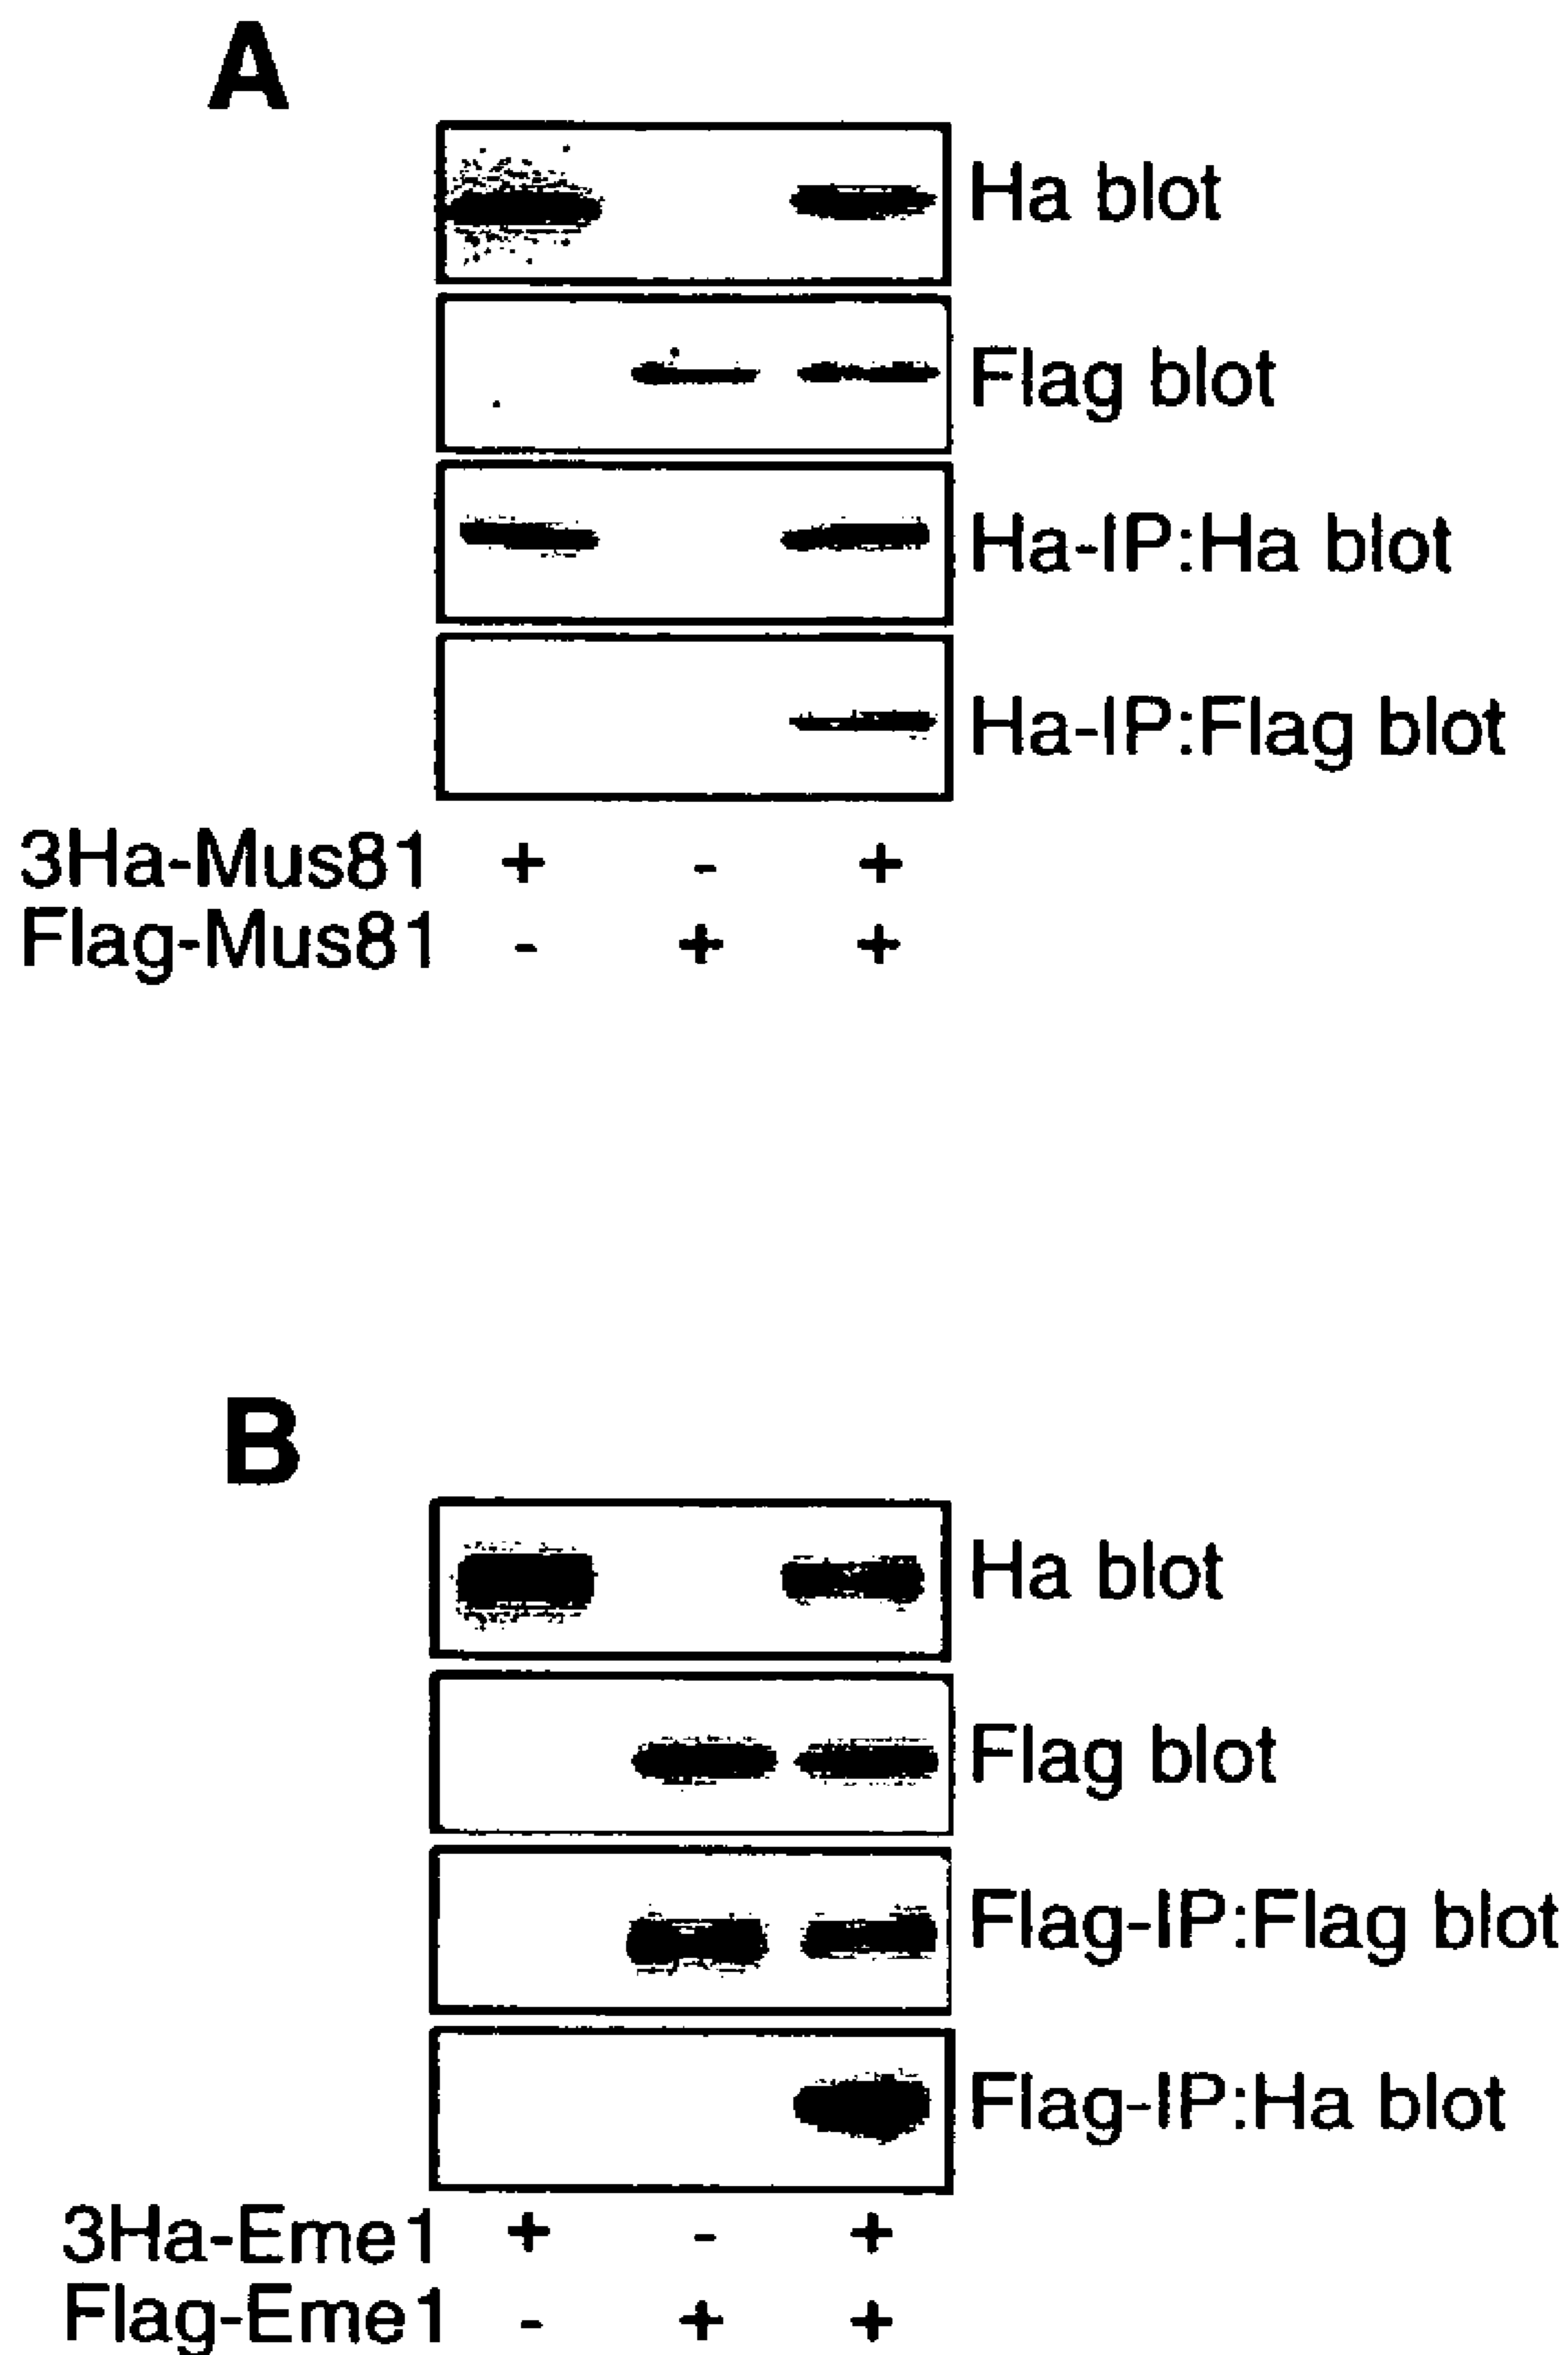 A
Ha blot
Flag blot
Ha-IP:Ha blot
Ha-IP:Flag blot
3Ha-Mus81 + - +
Flag-Mus81 - + +
B
Ha blot
Flag blot
Flag-IP:Flag blot
Flag-IP:Ha blot
3Ha-Eme1 + - +
Flag-Eme1 - + +